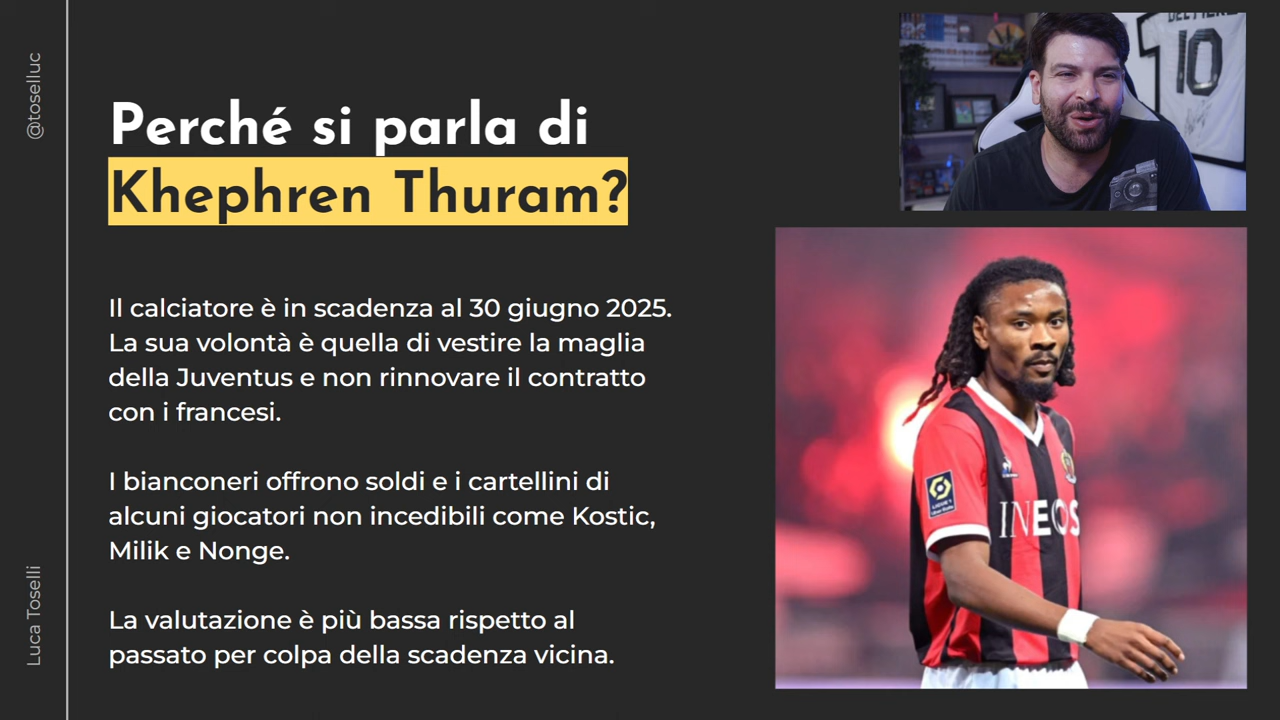 @toselluc
Luca Toselli
Perché si parla di
Khephren Thuram?
Il calciatore è in scadenza al 30 giugno 2025.
La sua volontà è quella di vestire la maglia
della Juventus e non rinnovare il contratto
con i francesi.
I bianconeri offrono soldi e i cartellini di
alcuni giocatori non incedibili come Kostic,
Milik e Nonge.
La valutazione è più bassa rispetto al
passato per colpa della scadenza vicina.
10
INEOS